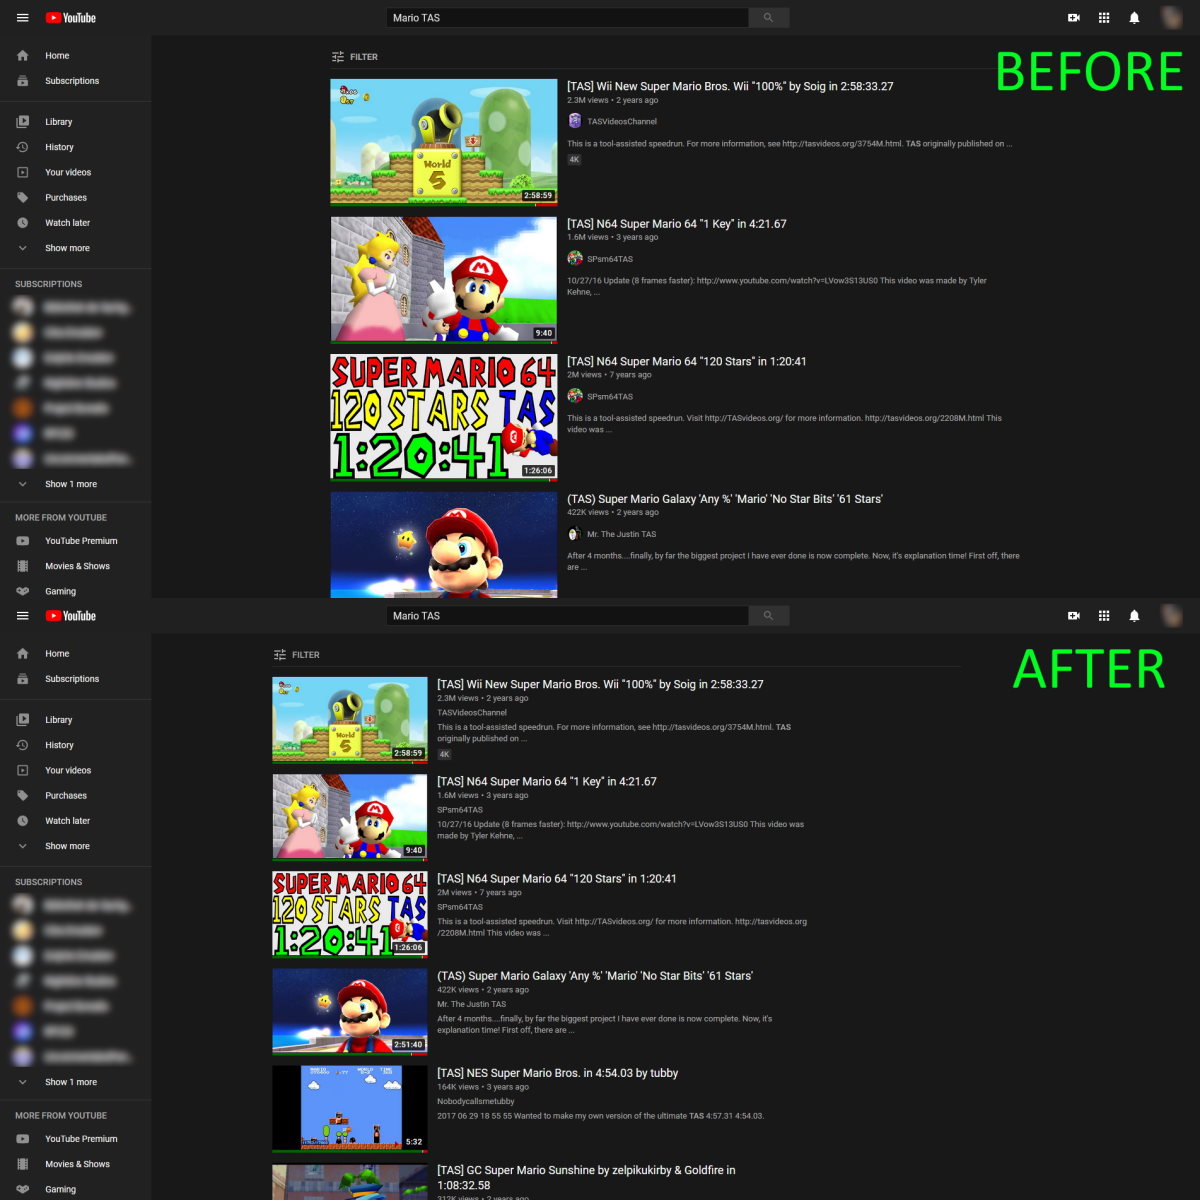 YouTube
Mario TAS
Home
Subscriptions
Library
History
Your videos
Purchases
Watch later
Show more
SUBSCRIPTIONS
Show 1 more
MORE FROM YOUTUBE
YouTube Premium
Movies & Shows
Gaming
FILTER
BEFORE
World
5
2:58:59
[TAS] Wii New Super Mario Bros. Wii "100%" by Soig in 2:58:33.27
2.3M views • 2 years ago
TASVideosChannel
This is a tool-assisted speedrun. For more information, see http://tasvideos.org/3754M.html. TAS originally published on ...
4K
9:40
[TAS] N64 Super Mario 64 "1 Key" in 4:21.67
1.6M views • 3 years ago
SPsm64TAS
10/27/16 Update (8 frames faster): http://www.youtube.com/watch?v=LVow3S13US0 This video was made by Tyler
Kehne, ...
SUPER MARIO 64
120 STARS TAS
1:20:41
1:26:06
[TAS] N64 Super Mario 64 "120 Stars" in 1:20:41
2M views • 7 years ago
SPsm64TAS
This is a tool-assisted speedrun. Visit http://TASvideos.org/ for more information. http://tasvideos.org/2208M.html This
video was ...
(TAS) Super Mario Galaxy 'Any %' 'Mario' 'No Star Bits' '61 Stars'
422K views • 2 years ago
Mr. The Justin TAS
After 4 months....finally, by far the biggest project I have ever done is now complete. Now, it's explanation time! First off, there
are ...
YouTube
Mario TAS
Home
Subscriptions
Library
History
Your videos
Purchases
Watch later
Show more
SUBSCRIPTIONS
Show 1 more
MORE FROM YOUTUBE
YouTube Premium
Movies & Shows
Gaming
FILTER
AFTER
World
5
2:58:59
[TAS] Wii New Super Mario Bros. Wii "100%" by Soig in 2:58:33.27
2.3M views • 2 years ago
TASVideosChannel
This is a tool-assisted speedrun. For more information, see http://tasvideos.org/3754M.html. TAS
originally published on ...
4K
9:40
[TAS] N64 Super Mario 64 "1 Key" in 4:21.67
1.6M views • 3 years ago
SPsm64TAS
10/27/16 Update (8 frames faster): http://www.youtube.com/watch?v=LVow3S13US0 This video was
made by Tyler Kehne, ...
SUPER MARIO 64
120 STARS TAS
1:20:41
1:26:06
[TAS] N64 Super Mario 64 "120 Stars" in 1:20:41
2M views • 7 years ago
SPsm64TAS
This is a tool-assisted speedrun. Visit http://TASvideos.org/ for more information. http://tasvideos.org
/2208M.html This video was ...
2:51:40
(TAS) Super Mario Galaxy 'Any %' 'Mario' 'No Star Bits' '61 Stars'
422K views • 2 years ago
Mr. The Justin TAS
After 4 months....finally, by far the biggest project I have ever done is now complete. Now, it's
explanation time! First off, there are ...
MARIO WORLD TIME
5:32
[TAS] NES Super Mario Bros. in 4:54.03 by tubby
164K views • 3 years ago
Nobodycallsmetubby
2017 06 29 18 55 55 Wanted to make my own version of the ultimate TAS 4:57.31 4:54.03.
[TAS] GC Super Mario Sunshine by zelpikukirby & Goldfire in
1:08:32.58
312K views • 2 years ago